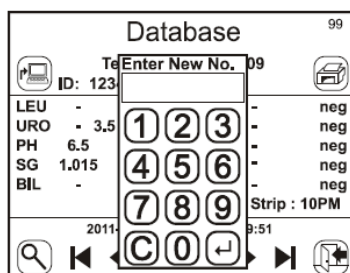 Database 99
Te Enter New No. 09
ID: 1234
LEU - - neg
URO - 3.5 - neg
PH 6.5 - neg
SG 1.015 - neg
BIL - - neg
1 2 3
4 5 6
7 8 9
C 0
Strip : 10PM
2011- 9:51